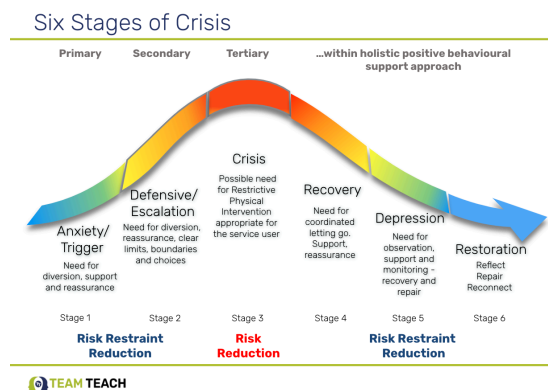 Six Stages of Crisis
Primary
Secondary
Tertiary
...within holistic positive behavioural
support approach
Anxiety/
Trigger
Need for
diversion, support
and reassurance
Defensive/
Escalation
Need for diversion,
reassurance, clear
limits, boundaries
and choices
Crisis
Possible need
for Restrictive
Physical
Intervention
appropriate for
the service user
Recovery
Need for
coordinated
letting go.
Support,
reassurance
Depression
Need for
observation,
support and
monitoring -
recovery and
repair
Restoration
Reflect
Repair
Reconnect
Stage 1
Stage 2
Stage 3
Stage 4
Stage 5
Stage 6
Risk Restraint
Reduction
Risk
Reduction
Risk Restraint
Reduction
TEAM TEACH